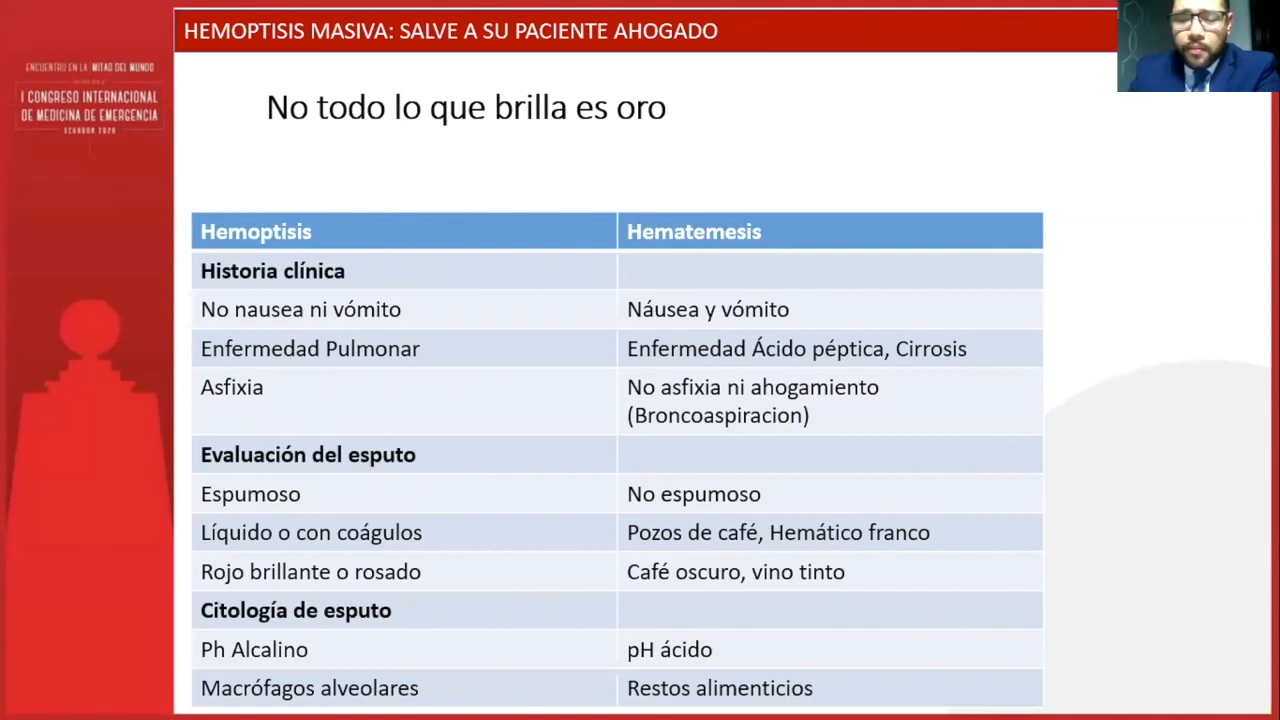 HEMOPTISIS MASIVA: SALVE A SU PACIENTE AHOGADO
ENCUENTRO EN LA MITAD DEL MUNDO
I CONGRESO INTERNACIONAL
DE MEDICINA DE EMERGENCIA
ECUADOR 2020
No todo lo que brilla es oro
Hemoptisis Hematemesis
Historia clínica
No nausea ni vómito Náusea y vómito
Enfermedad Pulmonar Enfermedad Ácido péptica, Cirrosis
Asfixia No asfixia ni ahogamiento
(Broncoaspiracion)
Evaluación del esputo
Espumoso No espumoso
Líquido o con coágulos Pozos de café, Hemático franco
Rojo brillante o rosado Café oscuro, vino tinto
Citología de esputo
Ph Alcalino pH ácido
Macrófagos alveolares Restos alimenticios